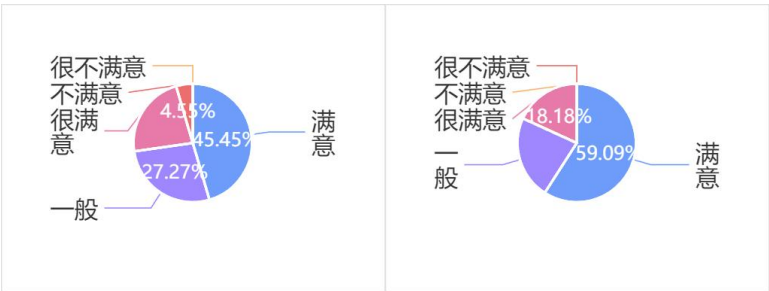 很不满意
不满意
很满
意
一般
4.55%
45.45%
27.27%
满
意
很不满意
不满意
很满意
一
般
18.18%
59.09%
满
意